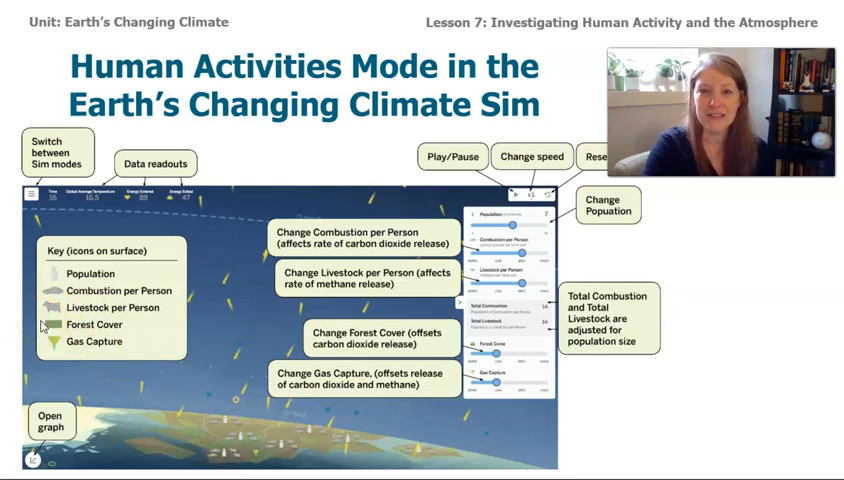 Unit: Earth's Changing Climate
Lesson 7: Investigating Human Activity and the Atmosphere
Human Activities Mode in the
Earth's Changing Climate Sim
Switch
between
Sim modes
Data readouts
Play/Pause
Change speed
Rese
Time
Global Average Temperature
Energy Entered
Energy Exited
16
16.5
89
47
x1
Change
Popuation
Key (icons on surface)
Population
Combustion per Person
Livestock per Person
Forest Cover
Gas Capture
Change Combustion per Person
(affects rate of carbon dioxide release)
Change Livestock per Person (affects
rate of methane release)
Change Forest Cover (offsets
carbon dioxide release)
Change Gas Capture, (offsets release
of carbon dioxide and methane)
Population
7
Combustion per Person
Livestock per Person
Total Combustion
14
Total Livestock
14
Forest Cover
Gas Capture
Total Combustion
and Total
Livestock are
adjusted for
population size
Open
graph